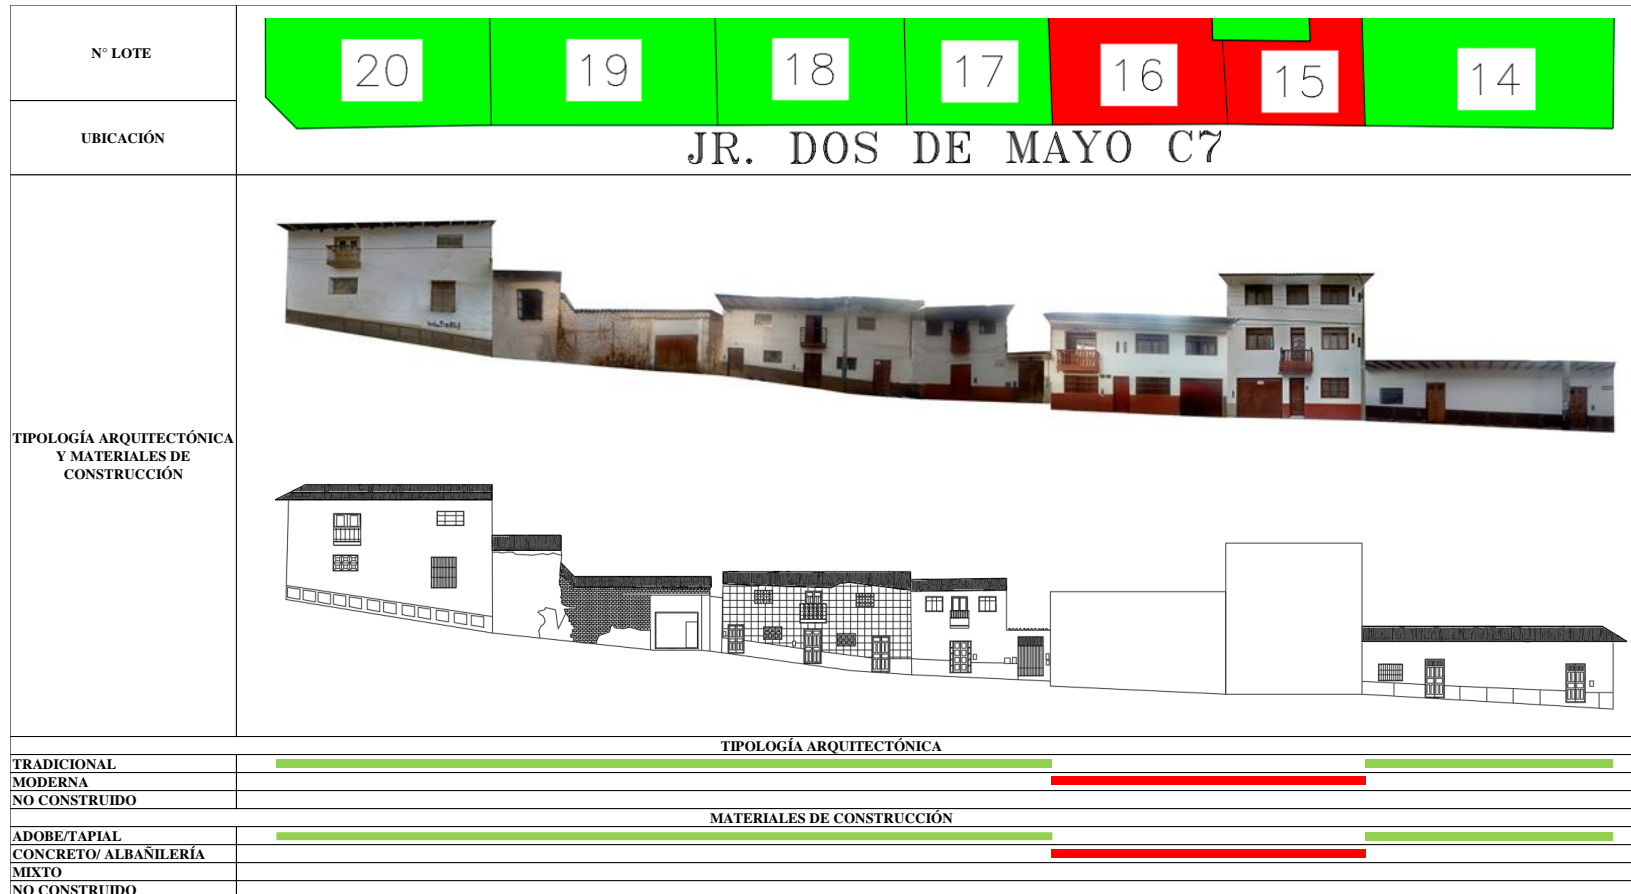 N° LOTE
20
19
18
17
16
15
14
UBICACIÓN
JR. DOS DE MAYO C7
TIPOLOGÍA ARQUITECTÓNICA
Y MATERIALES DE
CONSTRUCCIÓN
TIPOLOGÍA ARQUITECTÓNICA
TRADICIONAL
MODERNA
NO CONSTRUIDO
MATERIALES DE CONSTRUCCIÓN
ADOBE/TAPIAL
CONCRETO/ ALBAÑILERÍA
MIXTO
NO CONSTRUIDO